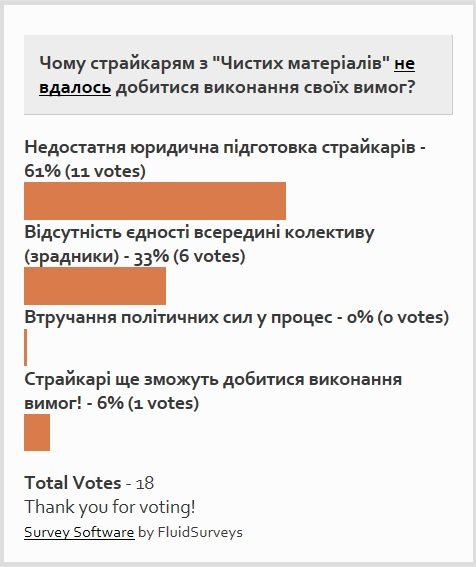 Чому страйкарям з "Чистих матеріалів" не
вдалось добитися виконання своїх вимог?
Недостатня юридична підготовка страйкарів -
61% (11 votes)
Відсутність єдності всередині колективу
(зрадники) - 33% (6 votes)
Втручання політичних сил у процес - 0% (0 votes)
Страйкарі ще зможуть добитися виконання
вимог! - 6% (1 votes)
Total Votes - 18
Thank you for voting!
Survey Software by FluidSurveys